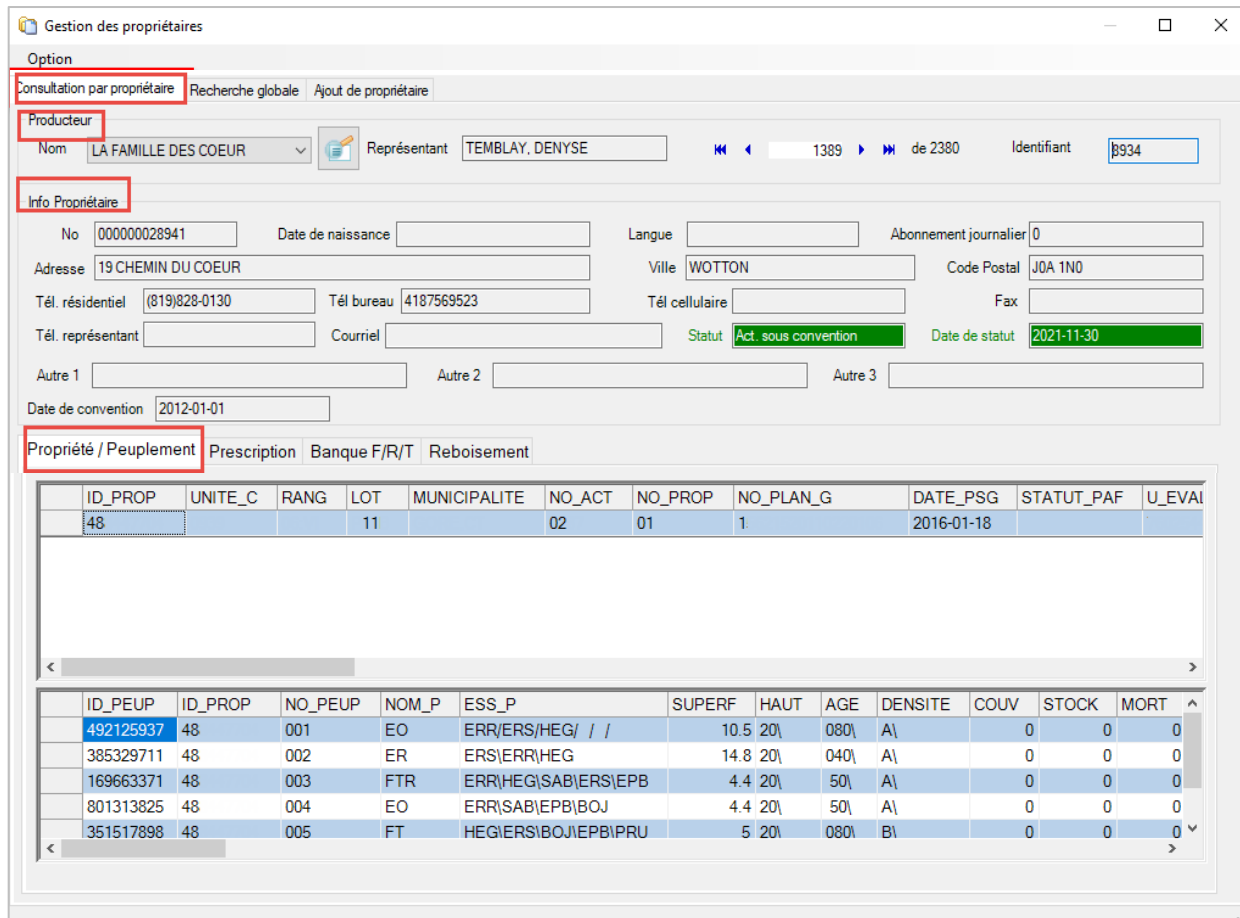 Gestion des propriétaires
Option
Consultation par propriétaire Recherche globale Ajout de propriétaire
Producteur
Nom LA FAMILLE DES COEUR Représentant TEMBLAY, DENYSE 1389 de 2380 Identifiant 8934
Info Propriétaire
No 000000028941 Date de naissance Langue Abonnement journalier 0
Adresse 19 CHEMIN DU COEUR Ville WOTTON Code Postal J0A 1N0
Tél. résidentiel (819)828-0130 Tél bureau 4187569523 Tél cellulaire Fax
Tél. représentant Courriel Statut Act. sous convention Date de statut 2021-11-30
Autre 1 Autre 2 Autre 3
Date de convention 2012-01-01
Propriété / Peuplement Prescription Banque F/R/T Reboisement
ID_PROP UNITE_C RANG LOT MUNICIPALITE NO_ACT NO_PROP NO_PLAN_G DATE_PSG STATUT_PAF U_EVAL
48 11 02 01 1 2016-01-18
ID_PEUP ID_PROP NO_PEUP NOM_P ESS_P SUPERF HAUT AGE DENSITE COUV STOCK MORT
492125937 48 001 EO ERR/ERS/HEG/ / / 10.5 20\ 080\ A\ 0 0 0
385329711 48 002 ER ERS\ERR\HEG 14.8 20\ 040\ A\ 0 0 0
169663371 48 003 FTR ERR\HEG\SAB\ERS\EPB 4.4 20\ 50\ A\ 0 0 0
801313825 48 004 EO ERR\SAB\EPB\BOJ 4.4 20\ 50\ A\ 0 0 0
351517898 48 005 FT HEG\ERS\BOJ\EPB\PRU 5 20\ 080\ B\ 0 0 0